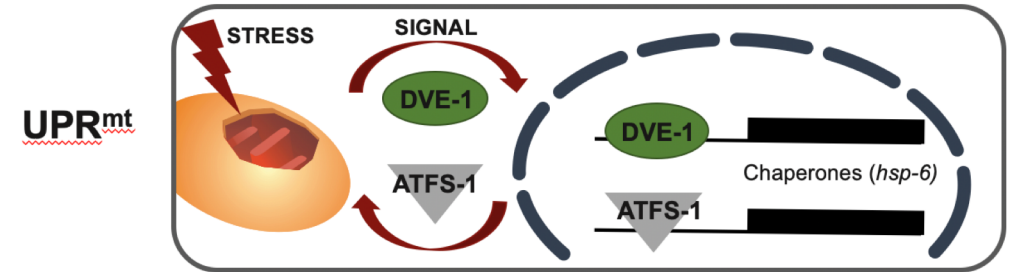 UPRmt
STRESS
SIGNAL
DVE-1
ATFS-1
DVE-1
Chaperones (hsp-6)
ATFS-1